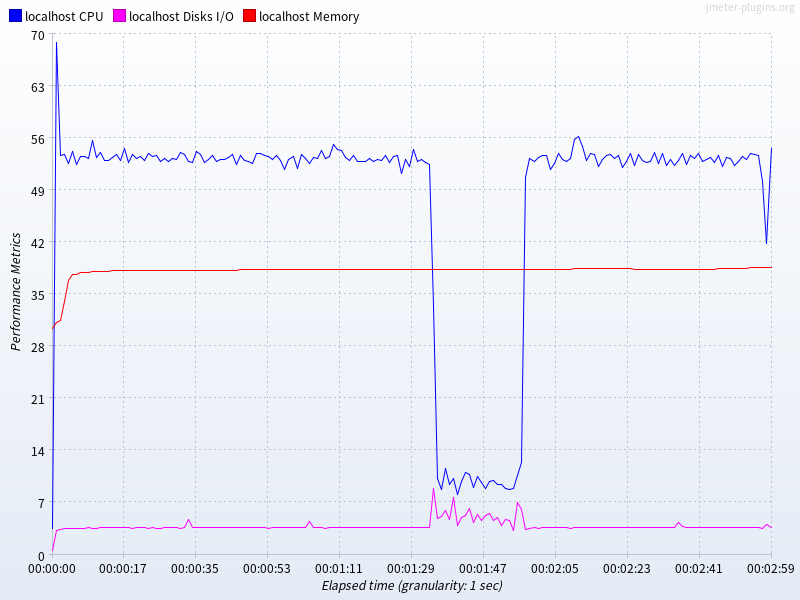 localhost CPU localhost Disks I/O localhost Memory
jmeter-plugins.org
70
63
56
49
42
35
28
21
14
7
0
Performance Metrics
00:00:00 00:00:17 00:00:35 00:00:53 00:01:11 00:01:29 00:01:47 00:02:05 00:02:23 00:02:41 00:02:59
Elapsed time (granularity: 1 sec)